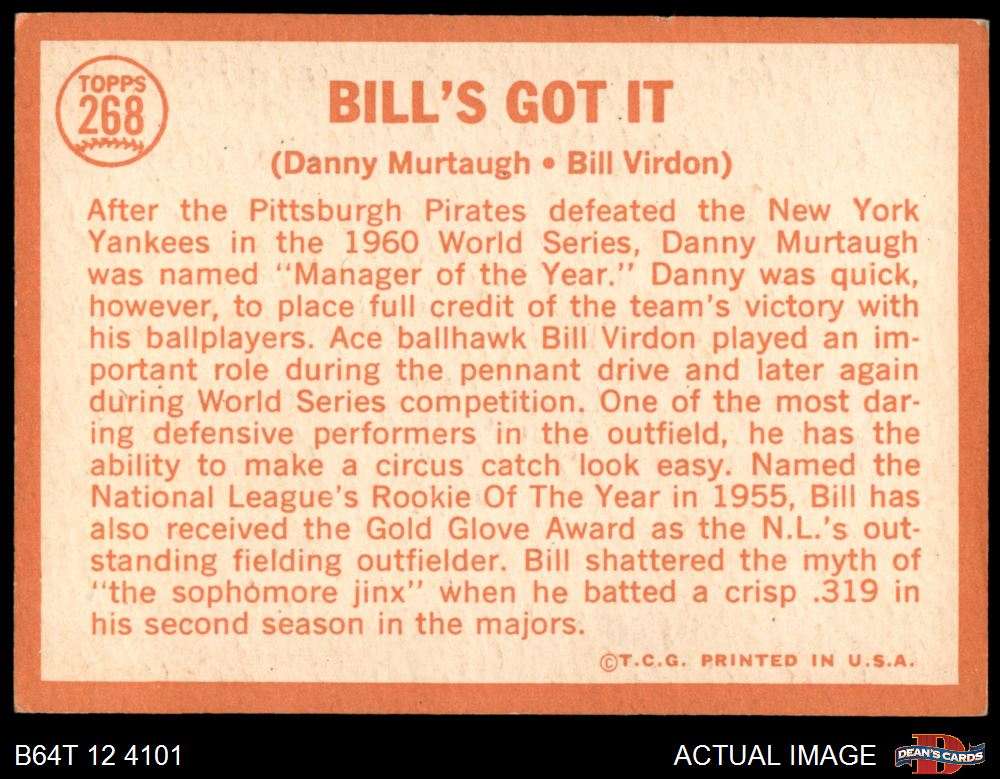 TOPPS
268
BILL'S GOT IT
(Danny Murtaugh • Bill Virdon)
After the Pittsburgh Pirates defeated the New York
Yankees in the 1960 World Series, Danny Murtaugh
was named "Manager of the Year." Danny was quick,
however, to place full credit of the team's victory with
his ballplayers. Ace ballhawk Bill Virdon played an im-
portant role during the pennant drive and later again
during World Series competition. One of the most dar-
ing defensive performers in the outfield, he has the
ability to make a circus catch look easy. Named the
National League's Rookie Of The Year in 1955, Bill has
also received the Gold Glove Award as the N.L.'s out-
standing fielding outfielder. Bill shattered the myth of
"the sophomore jinx" when he batted a crisp .319 in
his second season in the majors.
©T.C.G. PRINTED IN U.S.A.
B64T 12 4101
ACTUAL IMAGE
D
DEAN'S CARDS